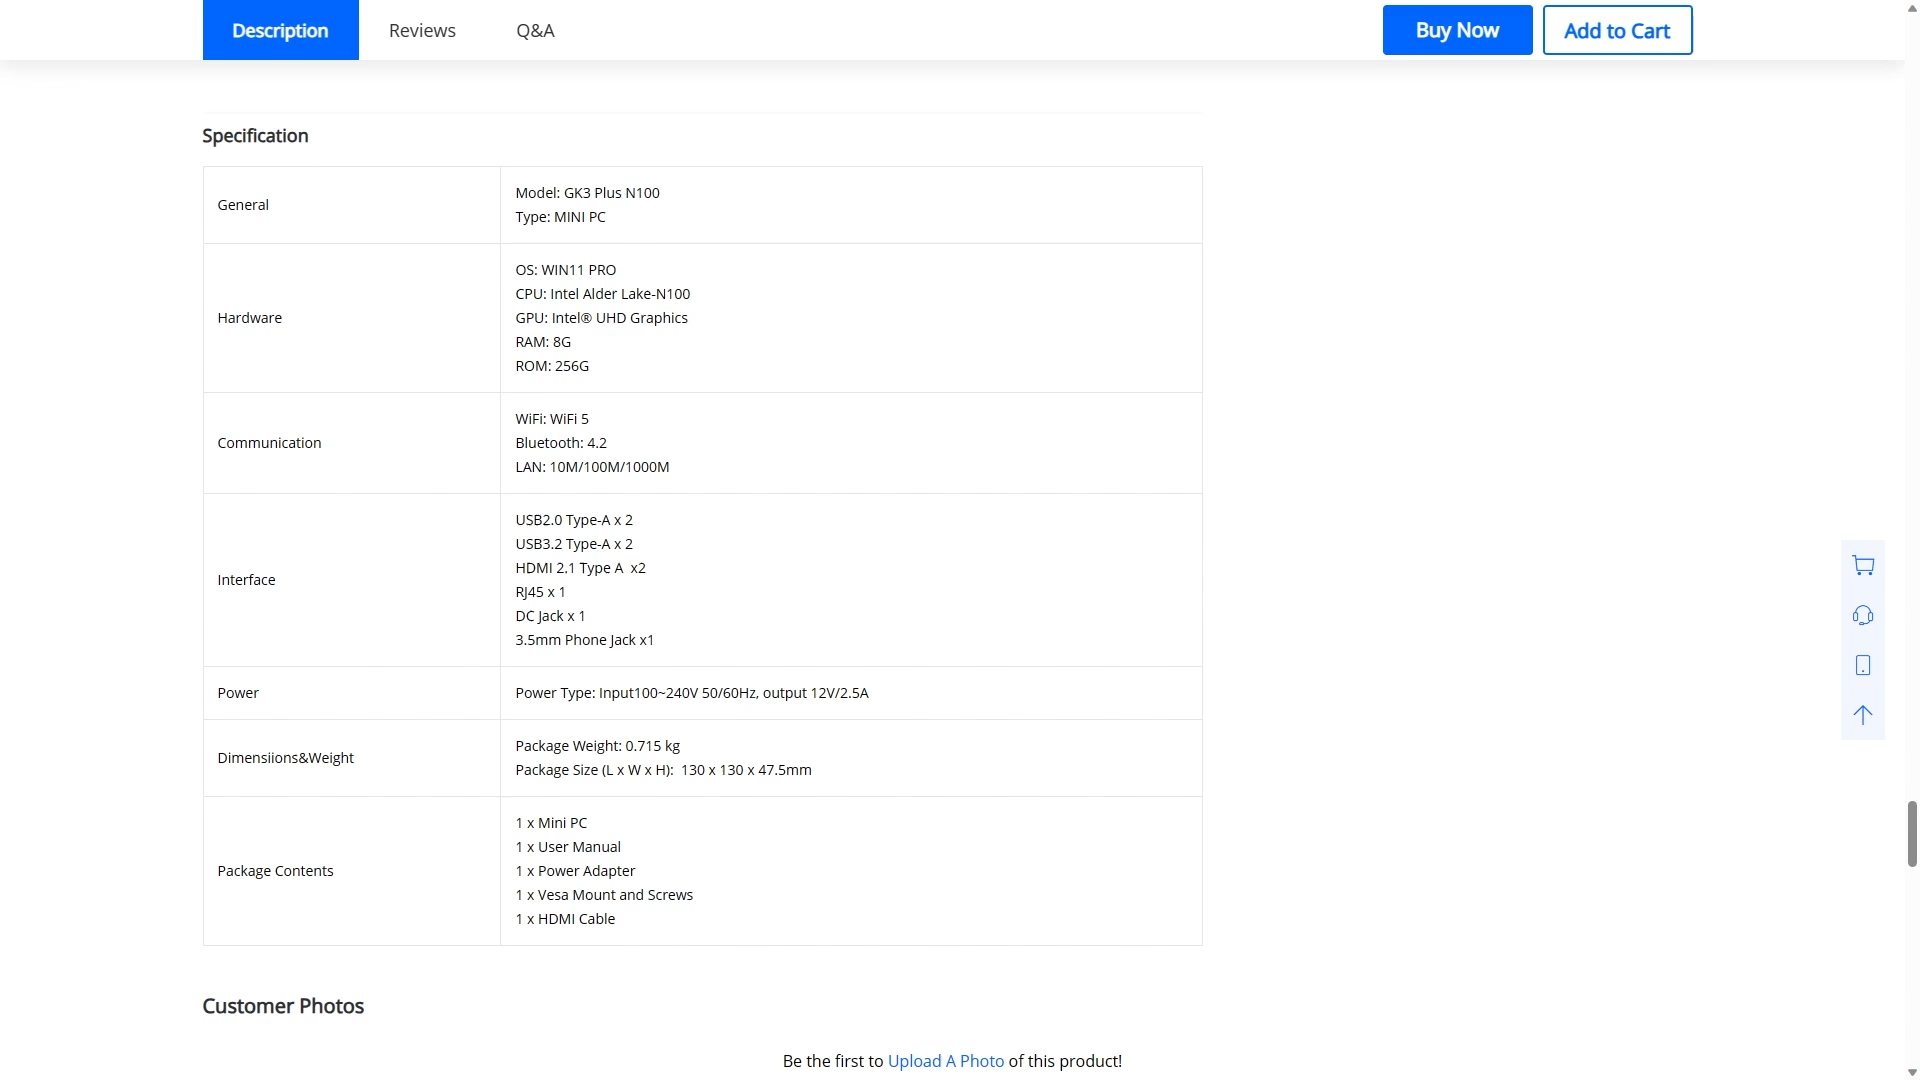 Description
Reviews
Q&A
Buy Now
Add to Cart
Specification
General
Model: GK3 Plus N100
Type: MINI PC
Hardware
OS: WIN11 PRO
CPU: Intel Alder Lake-N100
GPU: Intel® UHD Graphics
RAM: 8G
ROM: 256G
Communication
WiFi: WiFi 5
Bluetooth: 4.2
LAN: 10M/100M/1000M
Interface
USB2.0 Type-A x 2
USB3.2 Type-A x 2
HDMI 2.1 Type A  x2
RJ45 x 1
DC Jack x 1
3.5mm Phone Jack x1
Power
Power Type: Input100~240V 50/60Hz, output 12V/2.5A
Dimensiions&Weight
Package Weight: 0.715 kg
Package Size (L x W x H):  130 x 130 x 47.5mm
Package Contents
1 x Mini PC
1 x User Manual
1 x Power Adapter
1 x Vesa Mount and Screws
1 x HDMI Cable
Customer Photos
Be the first to Upload A Photo of this product!